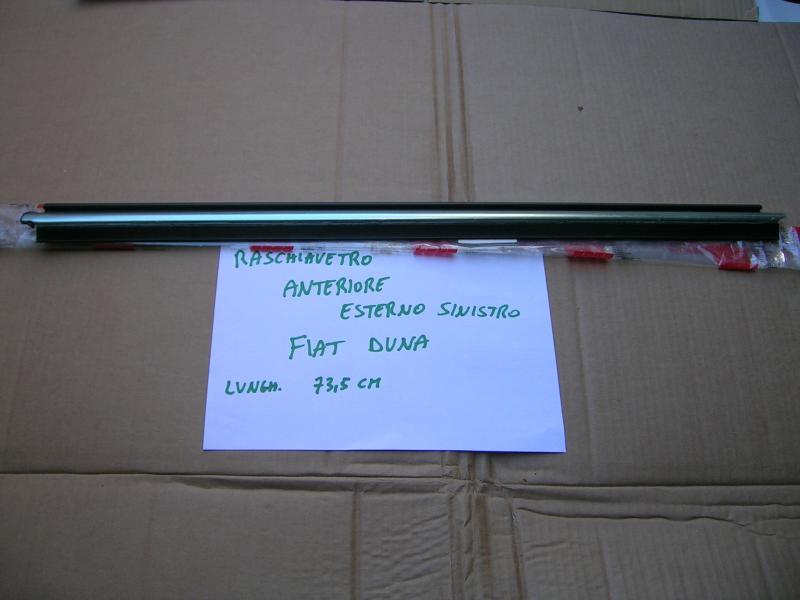 RASCHIAVETRO
ANTERIORE
ESTERNO SINISTRO
FIAT DUNA
LUNGH. 73,5 CM